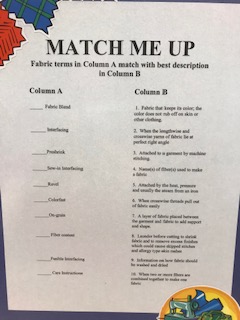 MATCH ME UP
Fabric terms in Column A match with best description
in Column B
Column A
Column B
_____ Fabric Blend
_____ Interfacing
_____ Preshrink
_____ Sew-in Interfacing
_____ Ravel
_____ Colorfast
_____ On-grain
_____ Fiber content
_____ Fusible Interfacing
_____ Care Instructions
1. Fabric that keeps its color; the
color does not rub off on skin or
other clothing.
2. When the lengthwise and
crosswise yarns of fabric lie at
perfect right angle
3. Attached to a garment by machine
stitching.
4. Name(s) of fiber(s) used to make
a fabric
5. Attached by the heat, pressure
and usually the steam from an iron
6. When crosswise threads pull out
of fabric easily
7. A layer of fabric placed between
the garment and fabric to add support
and shape
8. Launder before cutting to shrink
fabric and to remove excess finishes
which could cause skipped stitches
and allergy type skin rashes
9. Information on how fabric should
be washed and dried
10. When two or more fibers are
combined together to make one
fabric